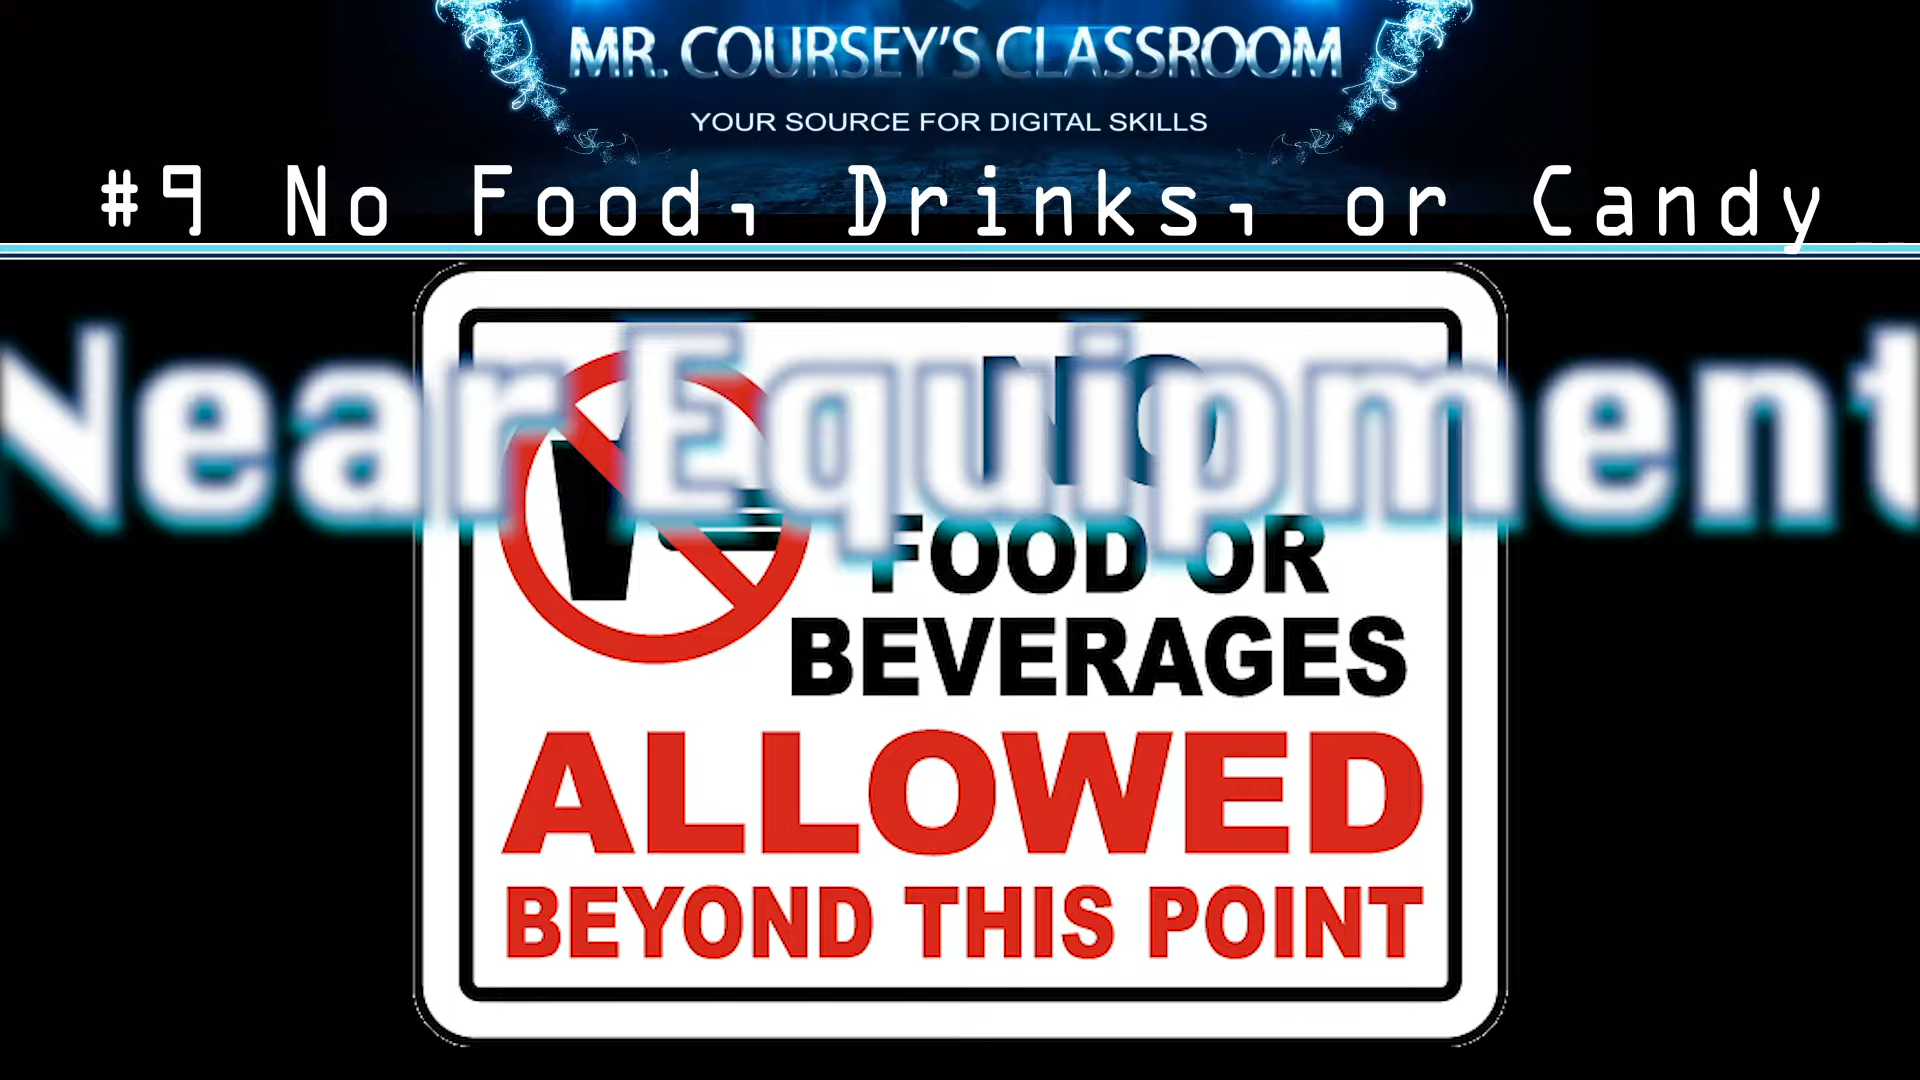 MR. COURSEY'S CLASSROOM
YOUR SOURCE FOR DIGITAL SKILLS
#9 No Food, Drinks, or Candy
Near Equipment
NO
FOOD OR
BEVERAGES
ALLOWED
BEYOND THIS POINT